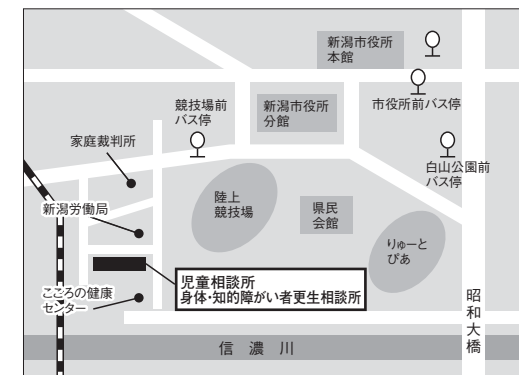 新潟市役所
本館
競技場前
バス停
新潟市役所
分館
市役所前バス停
家庭裁判所
白山公園前
バス停
陸上
競技場
県民
会館
新潟労働局
りゅーと
ぴあ
児童相談所
身体・知的障がい者更生相談所
こころの健康
センター
昭和大橋
信濃川